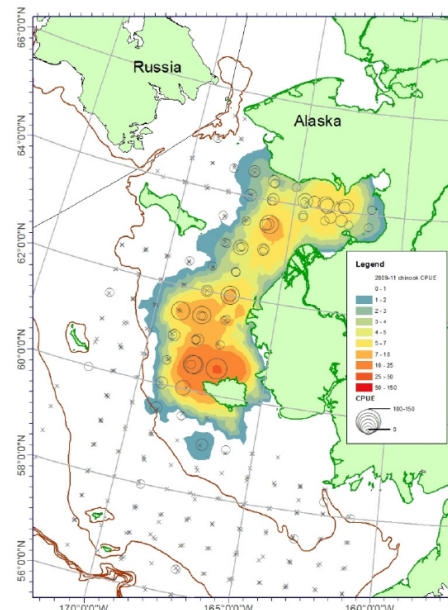 66°0'0"N
Russia
Alaska
64°0'0"N
62°0'0"N
60°0'0"N
58°0'0"N
56°0'0"N
Legend
2009-11 chinook CPUE
0 - 1
1 - 2
2 - 3
3 - 4
4 - 5
5 - 7
7 - 10
10 - 25
25 - 50
50 - 150
CPUE
100-150
0
170°0'0"W
165°0'0"W
160°0'0"W